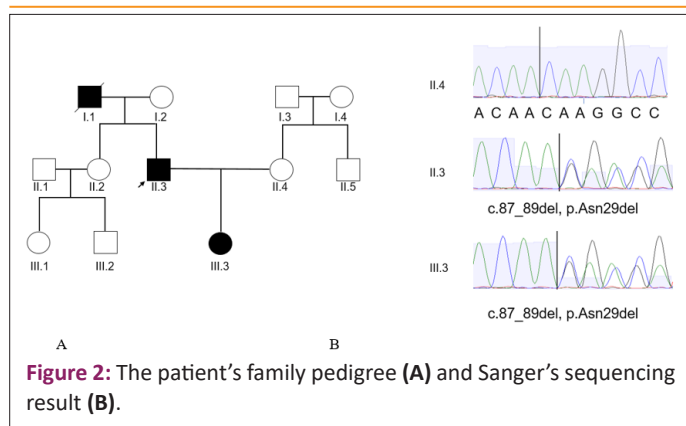 I.1 I.2 I.3 I.4
II.1 II.2 II.3 II.4 II.5
III.1 III.2 III.3
A
II.4
A C A A C A A G G C C
II.3
c.87_89del, p.Asn29del
III.3
c.87_89del, p.Asn29del
B
Figure 2: The patient’s family pedigree (A) and Sanger’s sequencing
result (B).